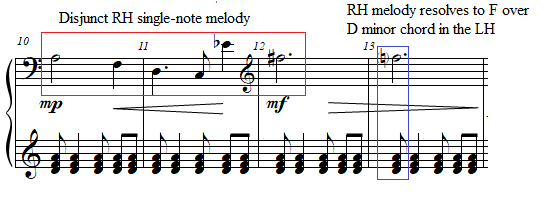 Disjunct RH single-note melody
RH melody resolves to F over
D minor chord in the LH
10
11
12
13
mp
mf